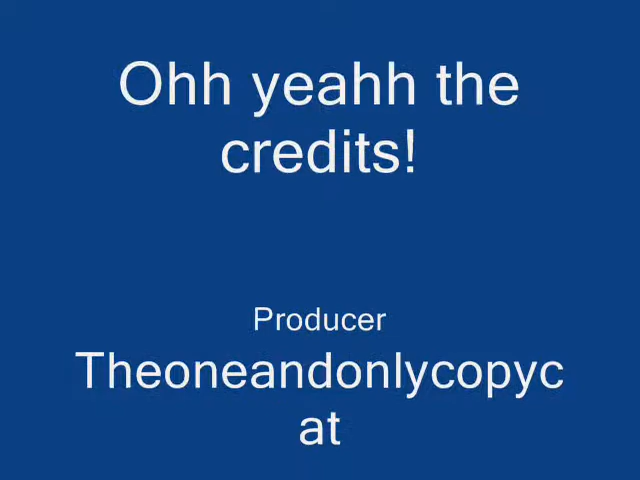 Ohh yeahh the
credits!
Producer
Theoneandonlycopyc
at